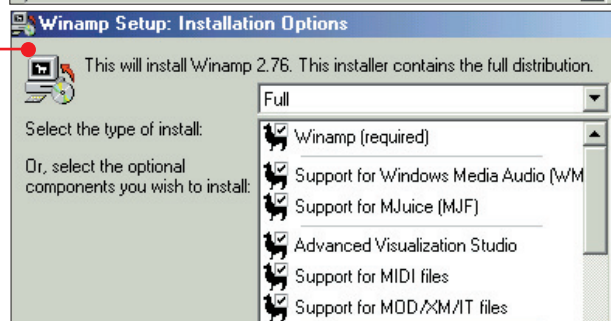 Winamp Setup: Installation Options
This will install Winamp 2.76. This installer contains the full distribution.
Full
Select the type of install:
Or, select the optional
components you wish to install:
Winamp (required)
Support for Windows Media Audio (WM
Support for MJuice (MJF)
Advanced Visualization Studio
Support for MIDI files
Support for MOD/XM/IT files